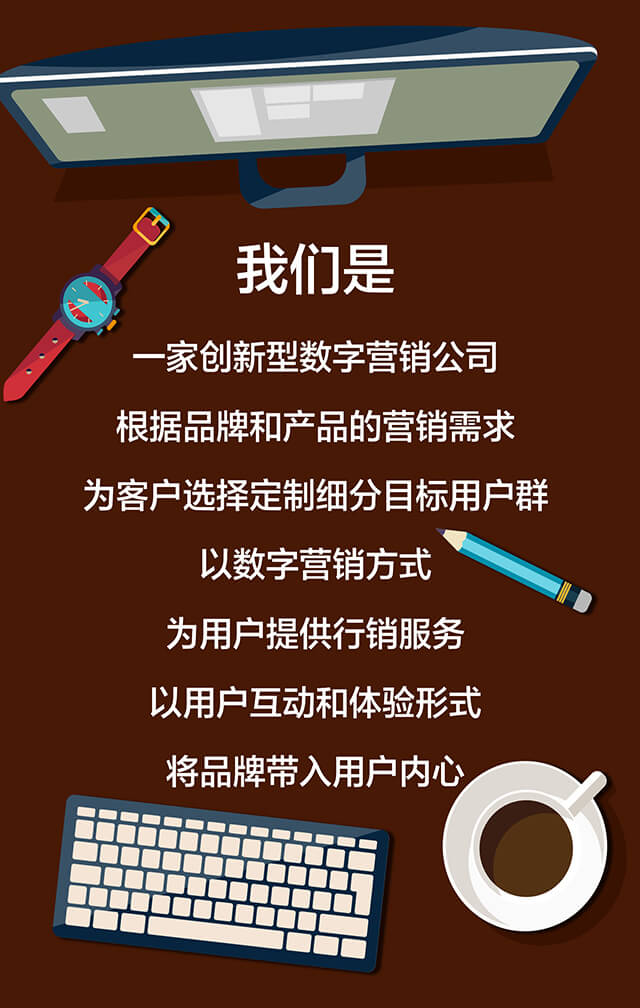 我们是
一家创新型数字营销公司
根据品牌和产品的营销需求
为客户选择定制细分目标用户群
以数字营销方式
为用户提供行销服务
以用户互动和体验形式
将品牌带入用户内心